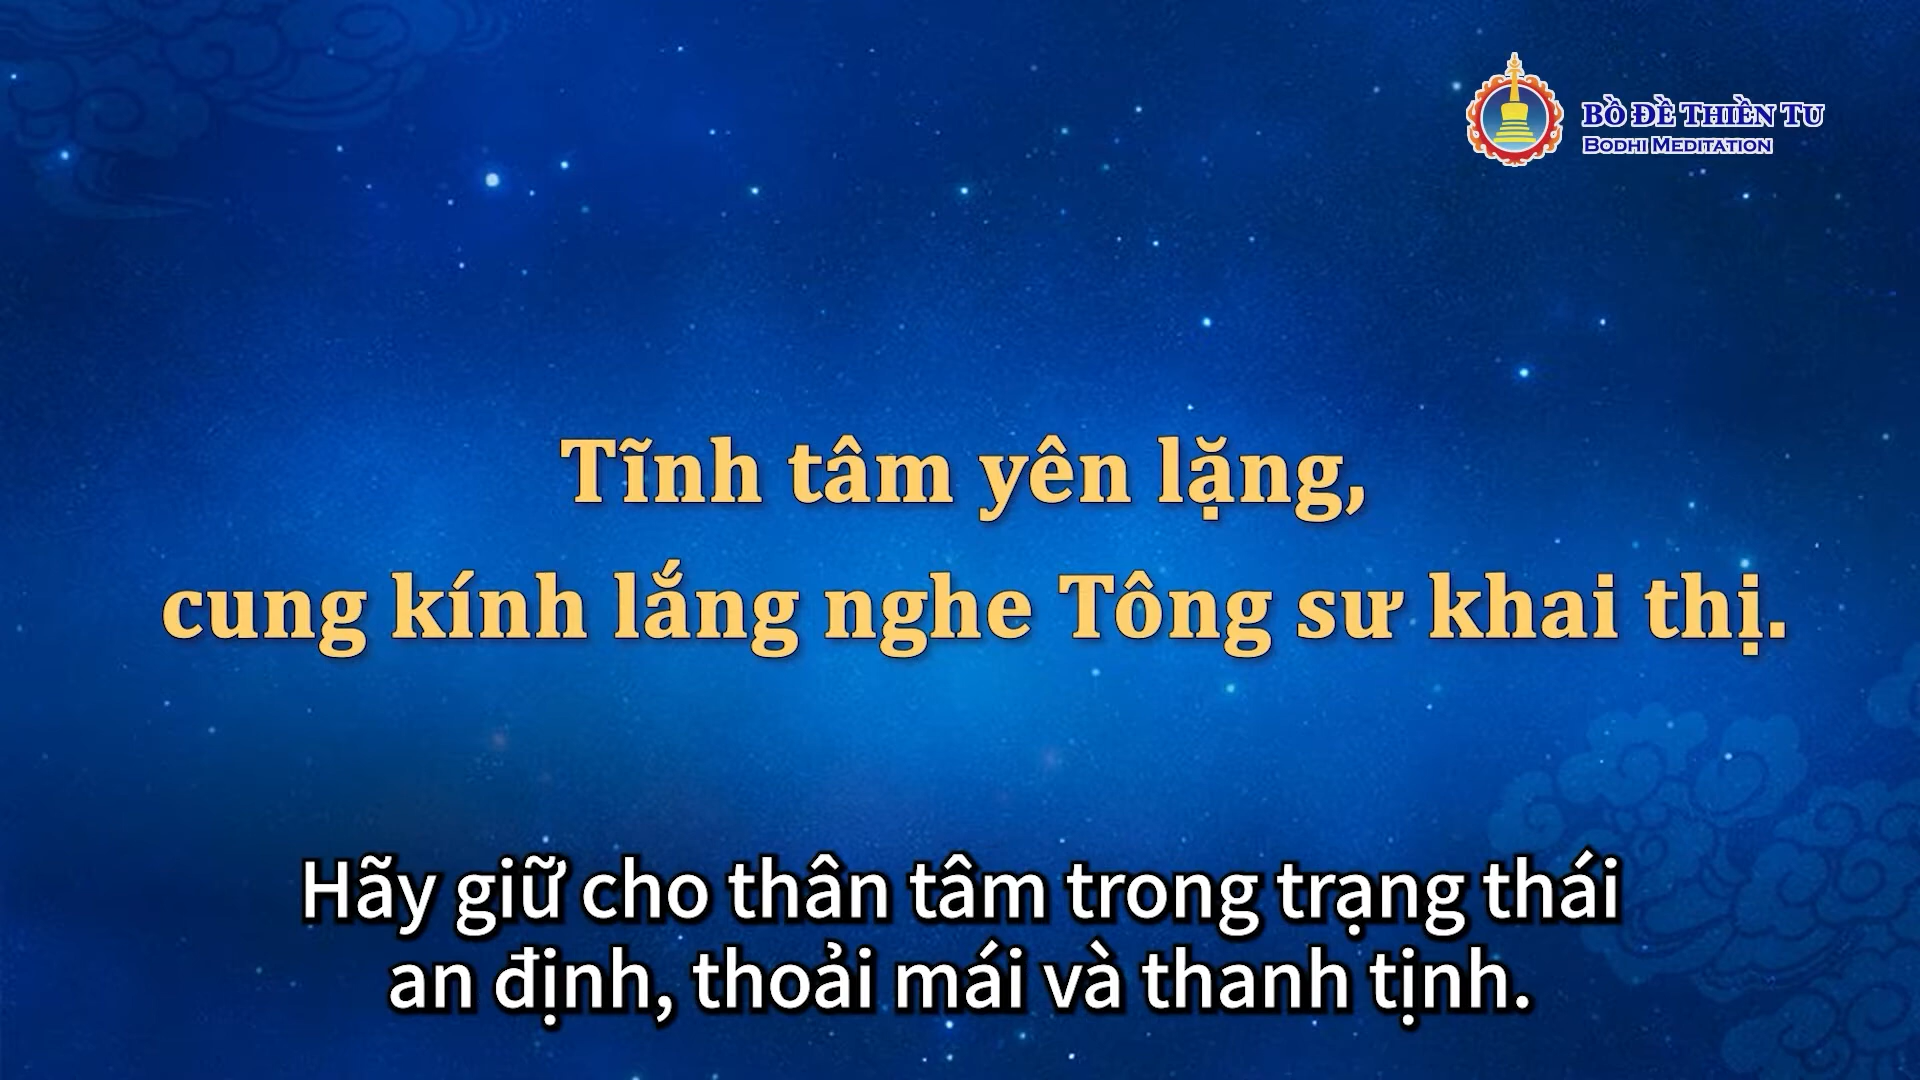 BỒ ĐỀ THIỀN TU
BODHI MEDITATION
Tĩnh tâm yên lặng,
cung kính lắng nghe Tông sư khai thị.
Hãy giữ cho thân tâm trong trạng thái
an định, thoải mái và thanh tịnh.